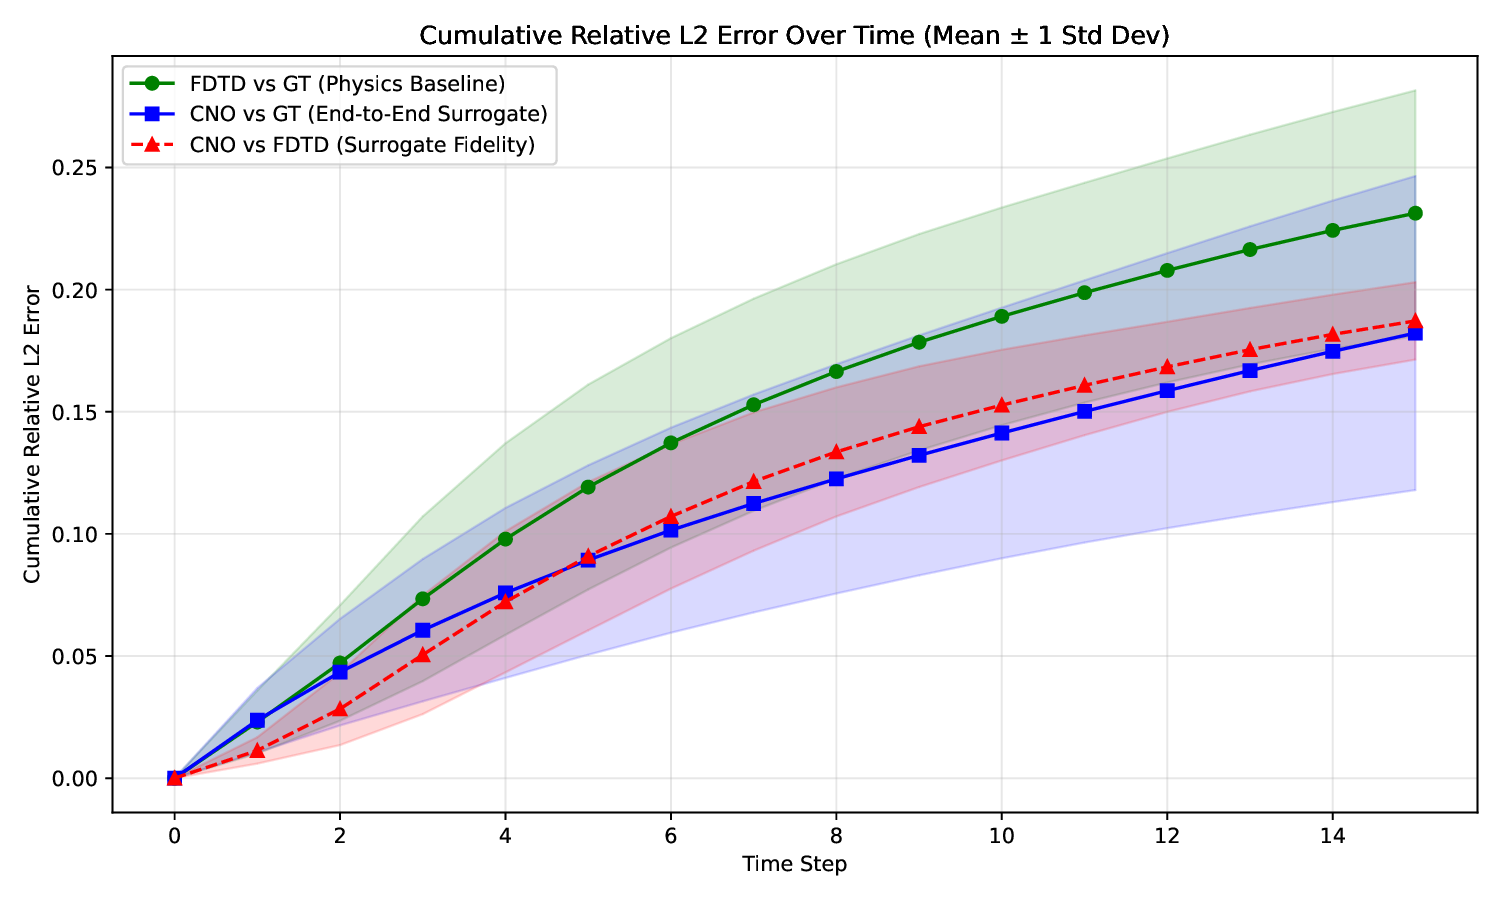 Cumulative Relative L2 Error Over Time (Mean ± 1 Std Dev)
FDTD vs GT (Physics Baseline)
CNO vs GT (End-to-End Surrogate)
CNO vs FDTD (Surrogate Fidelity)
Cumulative Relative L2 Error
0.25
0.20
0.15
0.10
0.05
0.00
0 2 4 6 8 10 12 14
Time Step